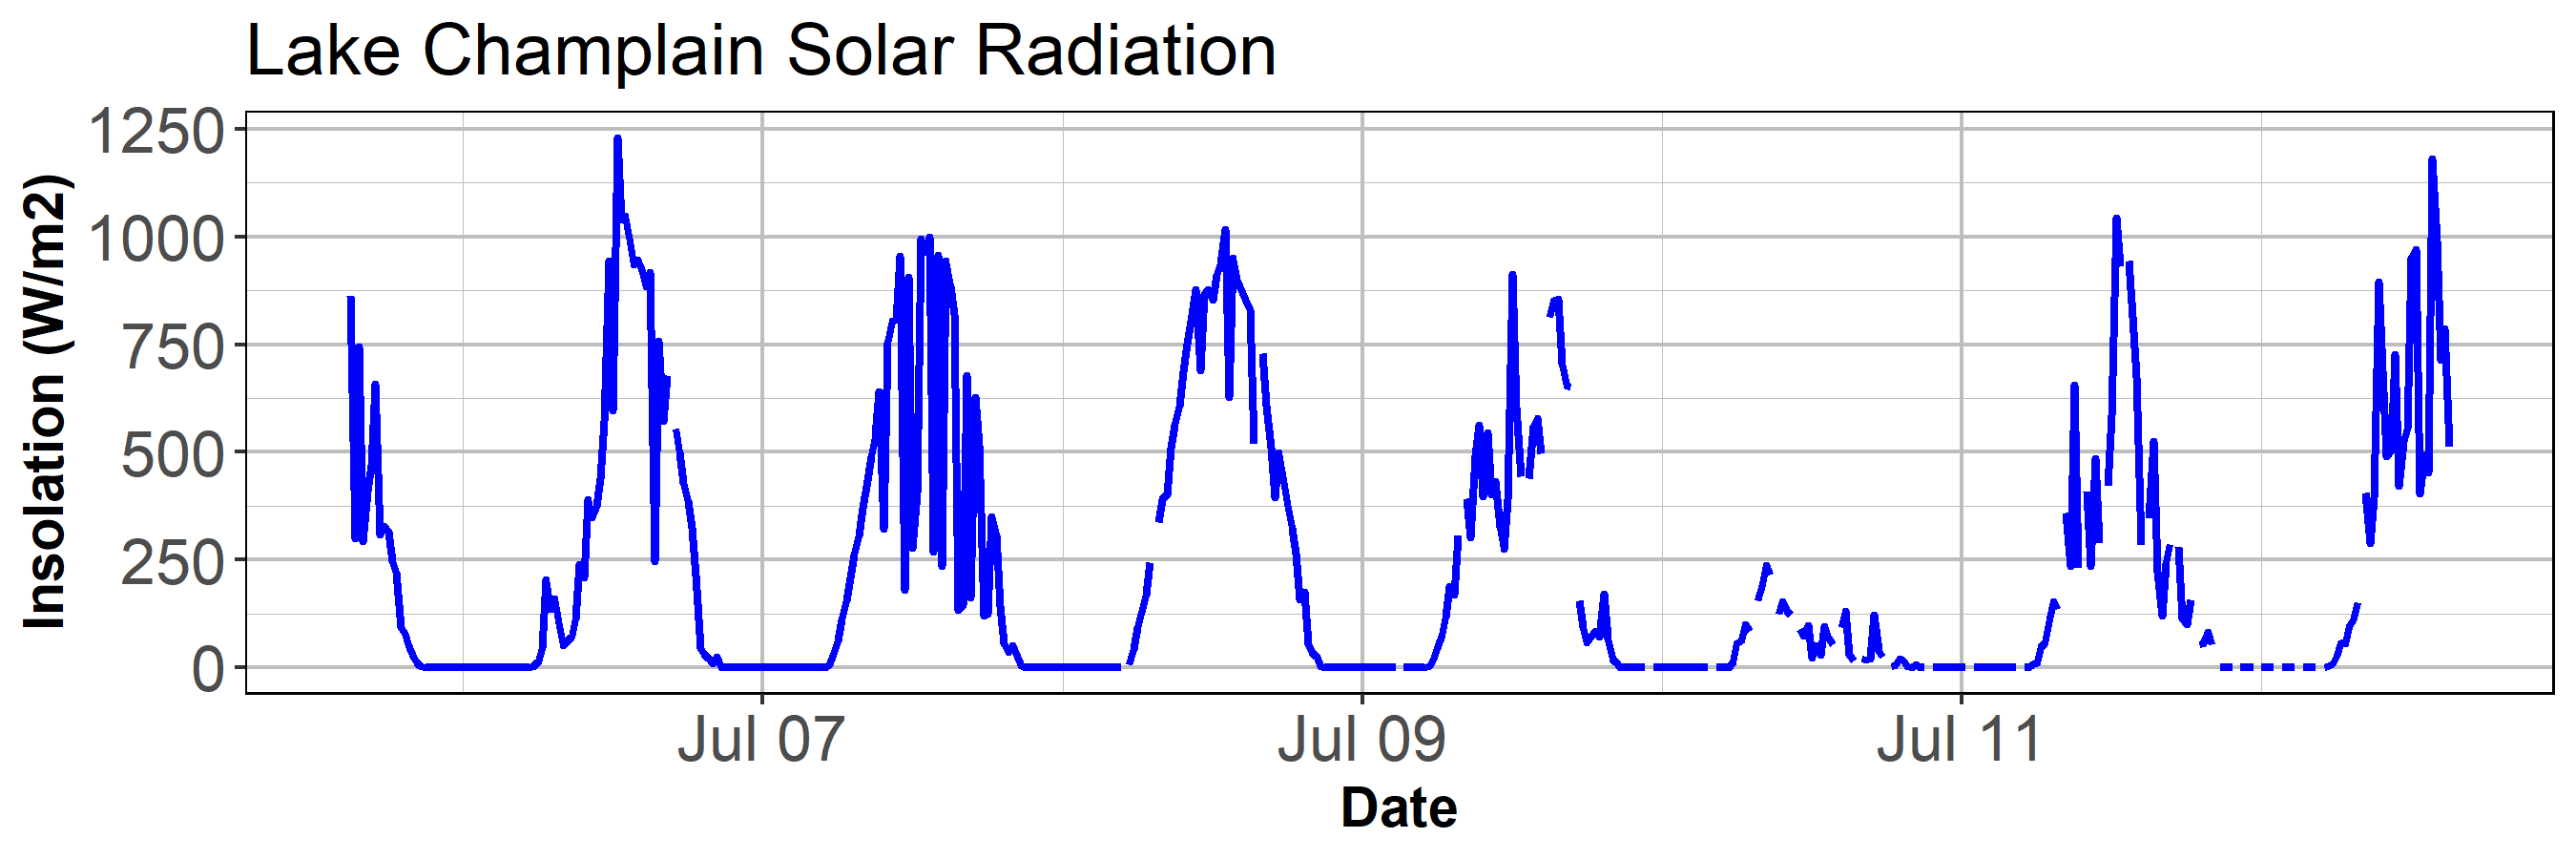 Lake Champlain Solar Radiation
Insolation (W/m2)
1250
1000
750
500
250
0
Jul 07
Jul 09
Jul 11
Date